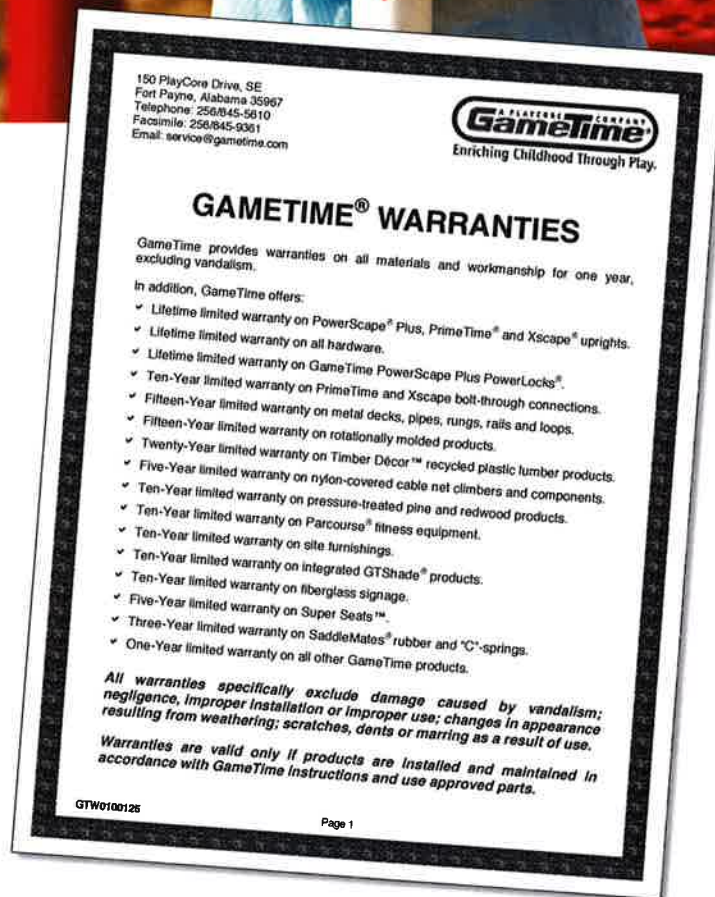 150 PlayCore Drive, SE
Fort Payne, Alabama 35967
Telephone: 256/845-5610
Facsimile: 256/845-9361
Email: service@gametime.com
A PLAYCORE COMPANY
GameTime®
Enriching Childhood Through Play.
GAMETIME® WARRANTIES
GameTime provides warranties on all materials and workmanship for one year,
excluding vandalism.
In addition, GameTime offers:
✓ Lifetime limited warranty on PowerScape® Plus, PrimeTime® and Xscape® uprights.
✓ Lifetime limited warranty on all hardware.
✓ Lifetime limited warranty on GameTime PowerScape Plus PowerLocks®.
✓ Ten-Year limited warranty on PrimeTime and Xscape bolt-through connections.
✓ Fifteen-Year limited warranty on metal decks, pipes, rungs, rails and loops.
✓ Fifteen-Year limited warranty on rotationally molded products.
✓ Twenty-Year limited warranty on Timber Décor™ recycled plastic lumber products.
✓ Five-Year limited warranty on nylon-covered cable net climbers and components.
✓ Ten-Year limited warranty on pressure-treated pine and redwood products.
✓ Ten-Year limited warranty on Parcourse® fitness equipment.
✓ Ten-Year limited warranty on site furnishings.
✓ Ten-Year limited warranty on integrated GTShade® products.
✓ Ten-Year limited warranty on fiberglass signage.
✓ Five-Year limited warranty on Super Seats™.
✓ Three-Year limited warranty on SaddleMates® rubber and "C"-springs.
✓ One-Year limited warranty on all other GameTime products.
All warranties specifically exclude damage caused by vandalism;
negligence, improper installation or improper use; changes in appearance
resulting from weathering; scratches, dents or marring as a result of use.
Warranties are valid only if products are installed and maintained in
accordance with GameTime instructions and use approved parts.
GTW0100125
Page 1